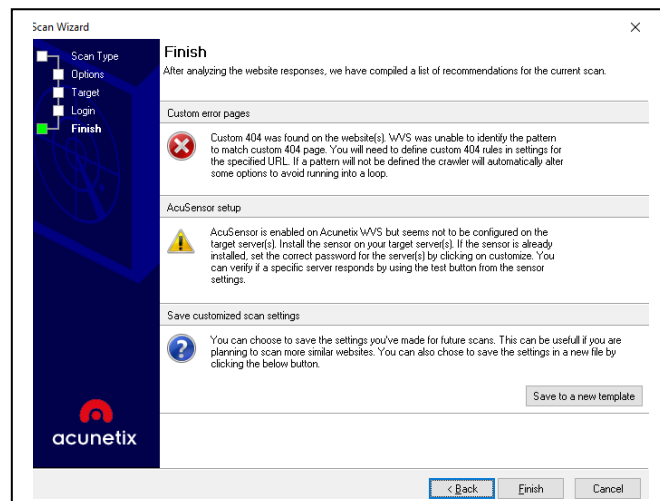 Scan Wizard
Scan Type
Options
Target
Login
Finish
acunetix
Finish
After analyzing the website responses, we have compiled a list of recommendations for the current scan.
Custom error pages
Custom 404 was found on the website(s). WVS was unable to identify the pattern
to match custom 404 page. You will need to define custom 404 rules in settings for
the specified URL. If a pattern will not be defined the crawler will automatically alter
some options to avoid running into a loop.
AcuSensor setup
AcuSensor is enabled on Acunetix WVS but seems not to be configured on the
target server(s). Install the sensor on your target server(s). If the sensor is already
installed, set the correct password for the server(s) by clicking on customize. You
can verify if a specific server responds by using the test button from the sensor
settings.
Save customized scan settings
You can choose to save the settings you've made for future scans. This can be usefull if you are
planning to scan more similar websites. You can also chose to save the settings in a new file by
clicking the below button.
Save to a new template
< Back
Finish
Cancel